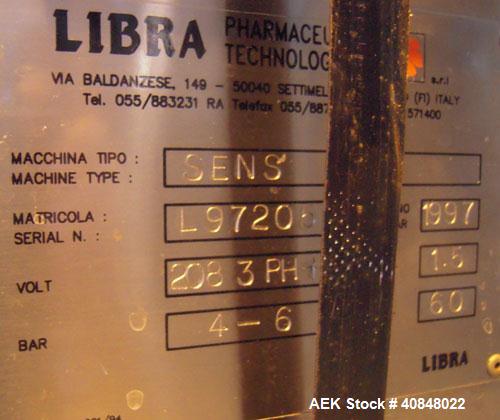 LIBRA PHARMACEU
TECHNOLOG s.r.l
VIA BALDANZESE, 149 - 50040 SETTIMEL (FI) ITALY
Tel. 055/883231 RA Telefax 055/887 571400
MACCHINA TIPO :
MACHINE TYPE : SENS
MATRICOLA :
SERIAL N. : L9720 1997
VOLT 208 3 PH 1.5
BAR 4-6 60
LIBRA
AEK Stock # 40848022